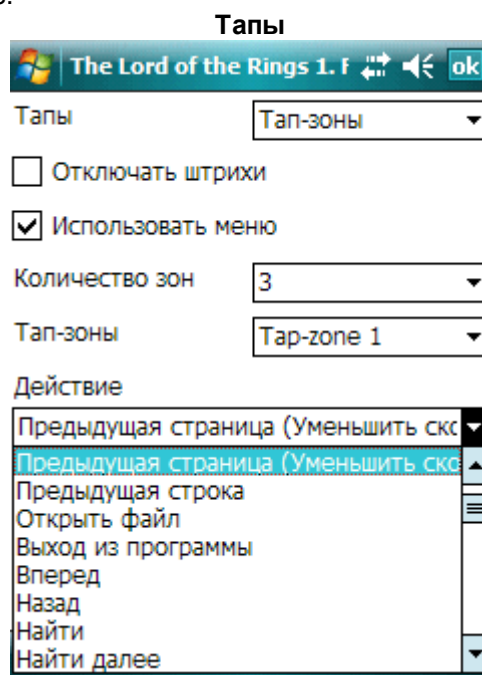 Тапы
The Lord of the Rings 1. F ok
Тапы Тап-зоны
Отключать штрихи
Использовать меню
Количество зон 3
Тап-зоны Tap-zone 1
Действие
Предыдущая страница (Уменьшить скс
Предыдущая страница (Уменьшить скс
Предыдущая строка
Открыть файл
Выход из программы
Вперед
Назад
Найти
Найти далее